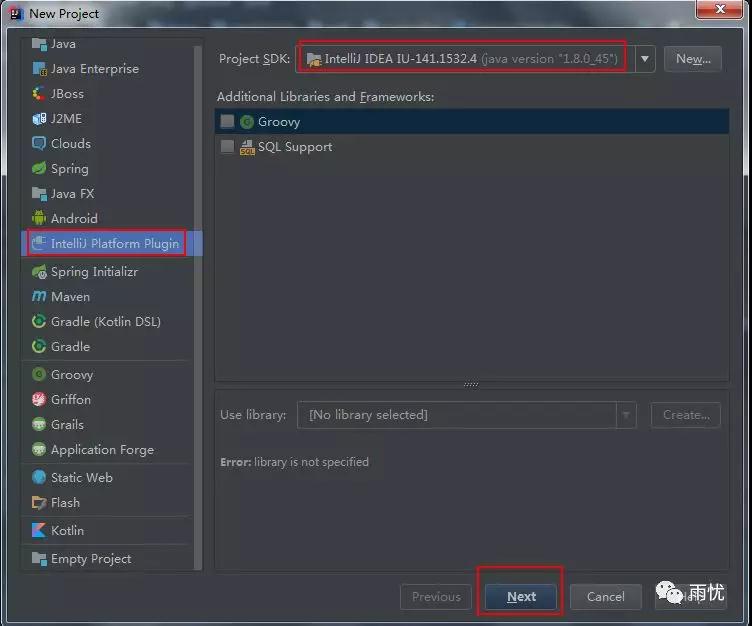 New Project
Java
Java Enterprise
JBoss
J2ME
Clouds
Spring
Java FX
Android
IntelliJ Platform Plugin
Spring Initializr
Maven
Gradle (Kotlin DSL)
Gradle
Groovy
Griffon
Grails
Application Forge
Static Web
Flash
Kotlin
Empty Project
Project SDK: IntelliJ IDEA IU-141.1532.4 (java version "1.8.0_45") New...
Additional Libraries and Frameworks:
Groovy
SQL Support
Use library: [No library selected] Create...
Error: library is not specified
Previous Next Cancel
雨忧